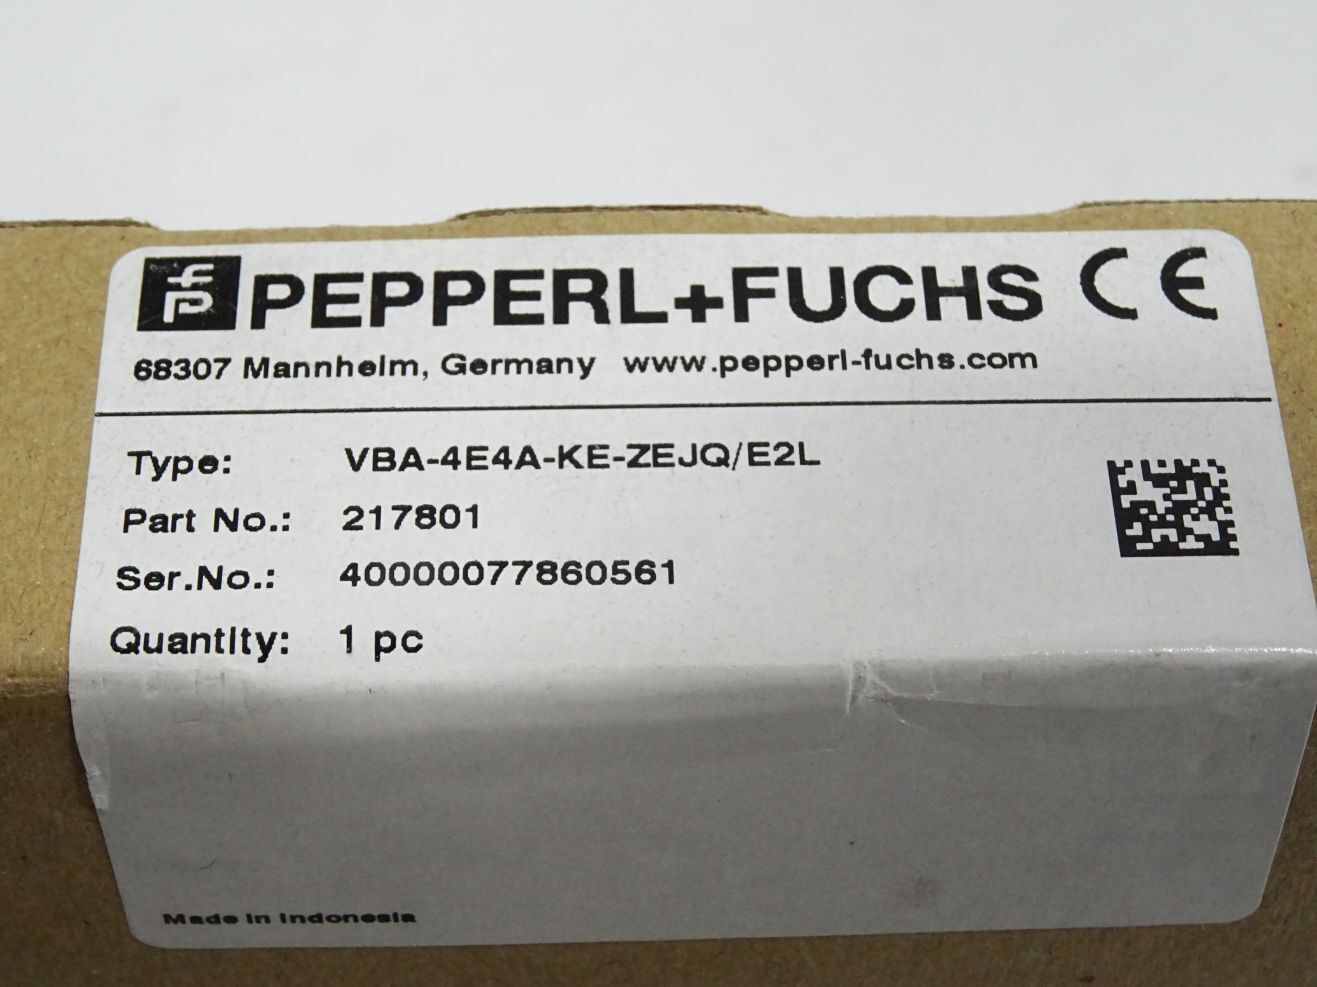 PEPPERL+FUCHS CE
68307 Mannheim, Germany www.pepperl-fuchs.com
Type: VBA-4E4A-KE-ZEJQ/E2L
Part No.: 217801
Ser.No.: 40000077860561
Quantity: 1 pc
Made in Indonesia